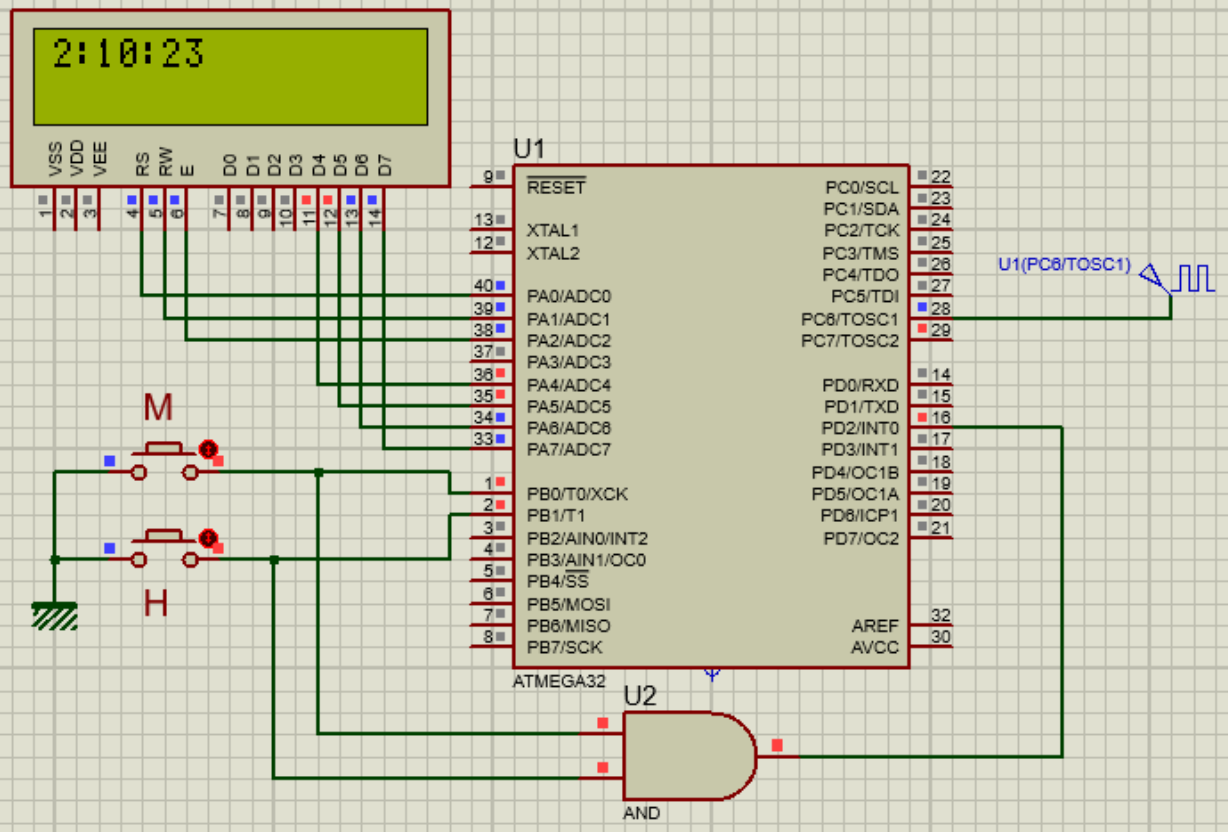 2:10:23
VSS
VDD
VEE
RS
RW
E
D0
D1
D2
D3
D4
D5
D6
D7
1
2
3
4
5
6
7
8
9
10
11
12
13
14
U1
9
RESET
13
XTAL1
12
XTAL2
40
PA0/ADC0
39
PA1/ADC1
38
PA2/ADC2
37
PA3/ADC3
36
PA4/ADC4
35
PA5/ADC5
34
PA6/ADC6
33
PA7/ADC7
1
PB0/T0/XCK
2
PB1/T1
3
PB2/AIN0/INT2
4
PB3/AIN1/OC0
5
PB4/SS
6
PB5/MOSI
7
PB6/MISO
8
PB7/SCK
22
PC0/SCL
23
PC1/SDA
24
PC2/TCK
25
PC3/TMS
26
PC4/TDO
27
PC5/TDI
28
PC6/TOSC1
29
PC7/TOSC2
14
PD0/RXD
15
PD1/TXD
16
PD2/INT0
17
PD3/INT1
18
PD4/OC1B
19
PD5/OC1A
20
PD6/ICP1
21
PD7/OC2
32
AREF
30
AVCC
ATMEGA32
U1(PC6/TOSC1)
M
H
U2
AND